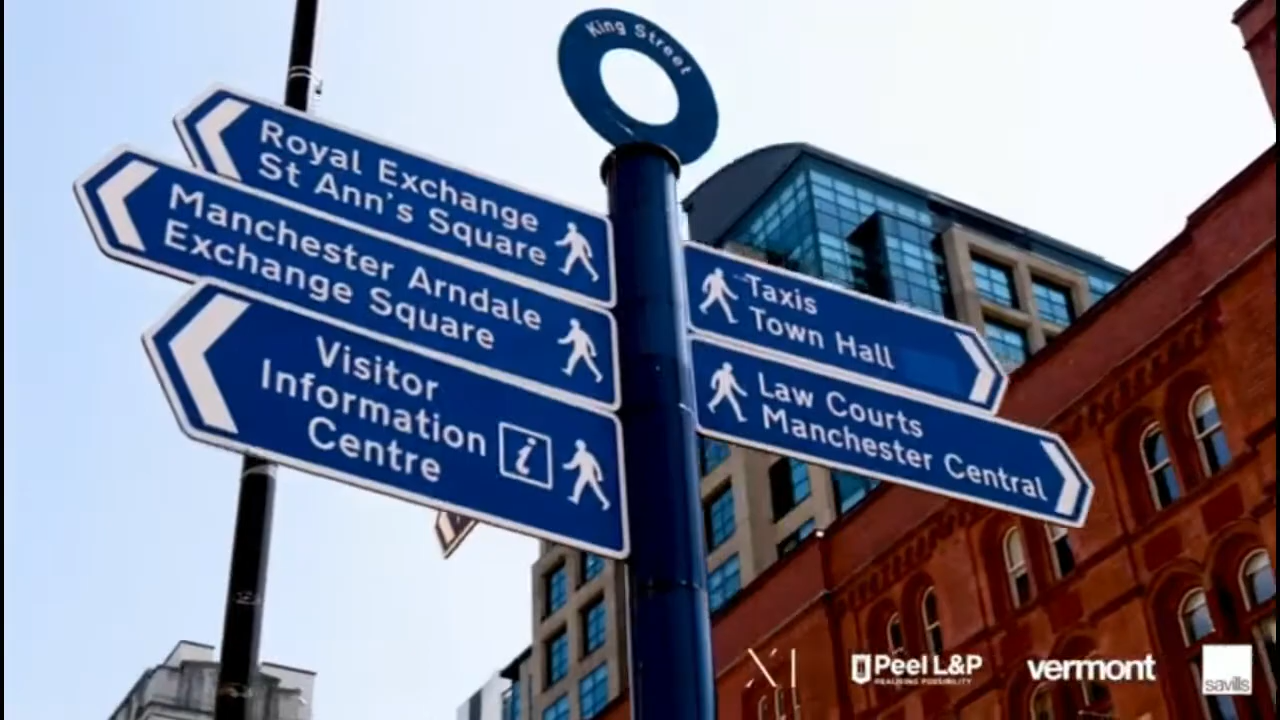 King Street
Royal Exchange
St Ann's Square
Manchester Arndale
Exchange Square
Visitor
Information
Centre
i
Taxis
Town Hall
Law Courts
Manchester Central
XI
Peel L&P
REALISING POSSIBILITY
vermont
savills